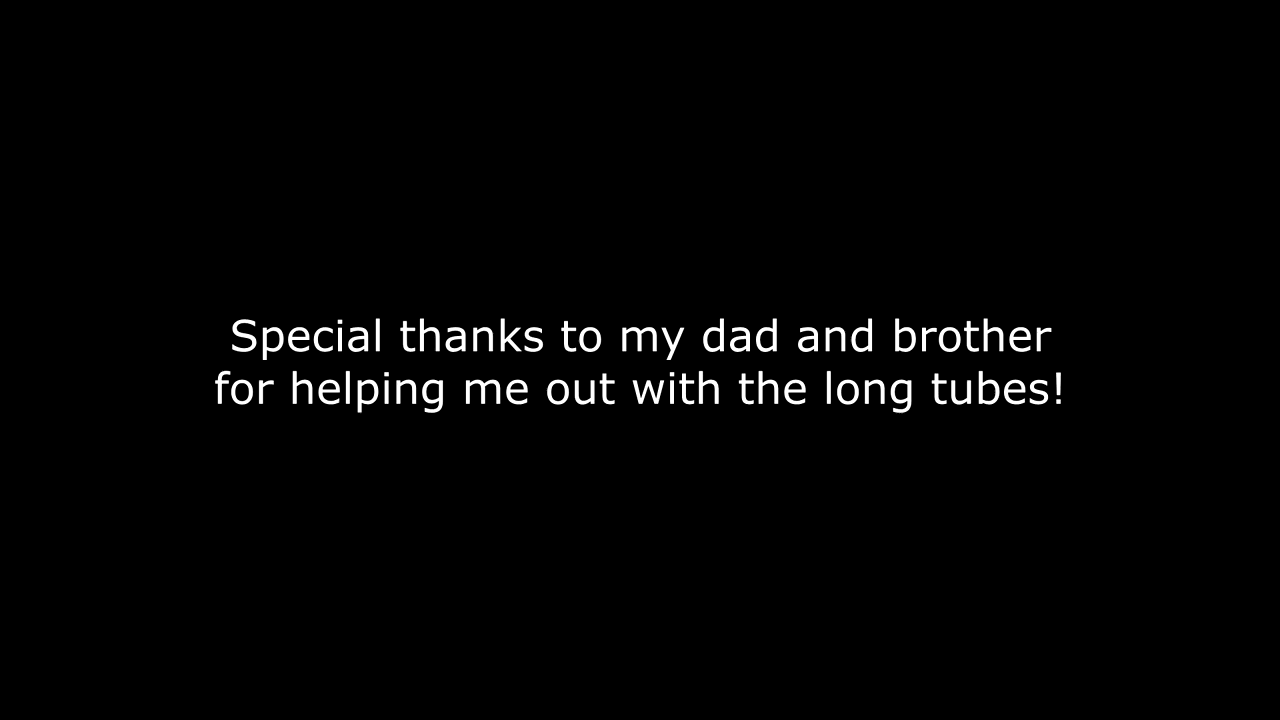 Special thanks to my dad and brother
for helping me out with the long tubes!